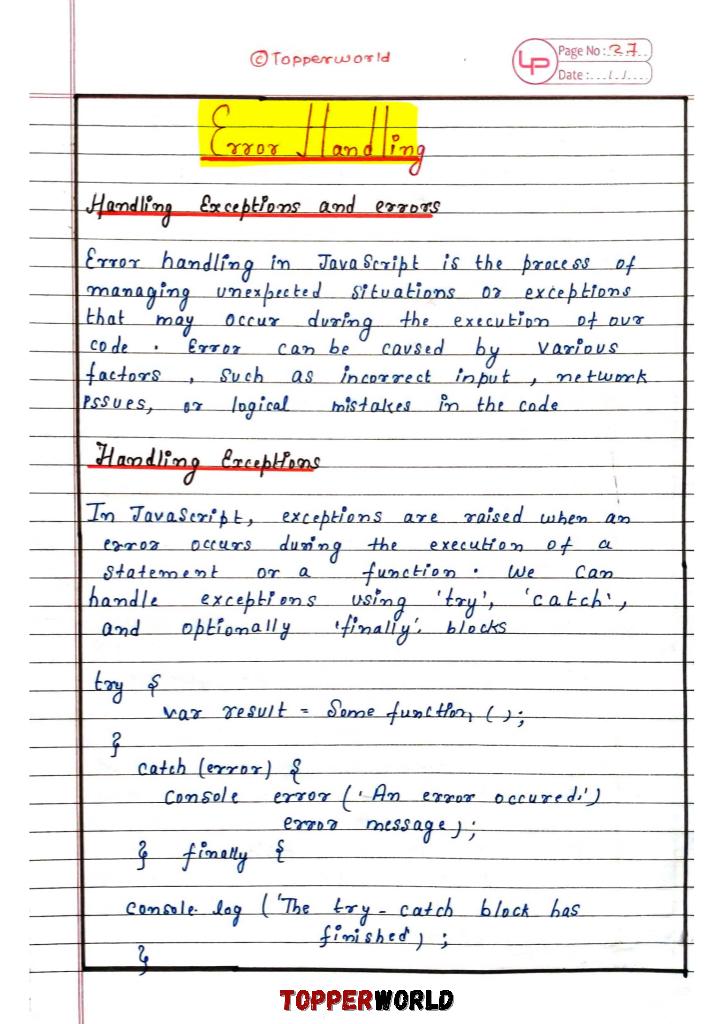 © Topperworld
Page No: 27
Date: ../../...
Error Handling
Handling Exceptions and errors
Error handling in JavaScript is the process of
managing unexpected situations or exceptions
that may occur during the execution of our
code. Error can be caused by various
factors, such as incorrect input, network
issues, or logical mistakes in the code
Handling Exceptions
In JavaScript, exceptions are raised when an
error occurs during the execution of a
statement or a function. We can
handle exceptions using 'try', 'catch',
and optionally 'finally'. blocks
try {
var result = Some function, ();
}
catch (error) {
console error ('An error occured.')
error message);
} finally {
console.log ('The try-catch block has
finished');
}
TOPPERWORLD